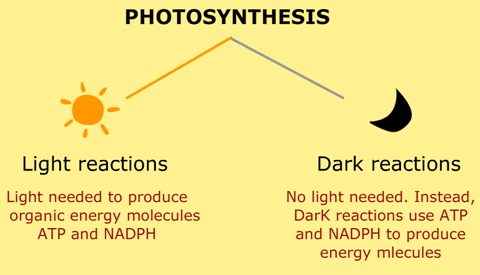 PHOTOSYNTHESIS
Light reactions
Light needed to produce
organic energy molecules
ATP and NADPH
Dark reactions
No light needed. Instead,
DarK reactions use ATP
and NADPH to produce
energy mlecules